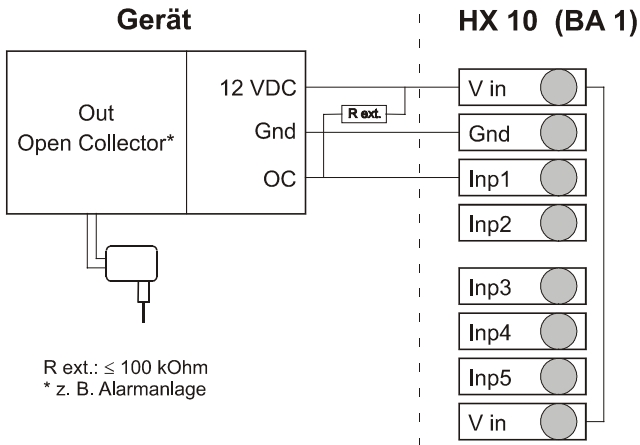 Gerät
HX 10 (BA 1)
Out
Open Collector*
12 VDC
Gnd
OC
R ext.
V in
Gnd
Inp1
Inp2
Inp3
Inp4
Inp5
V in
R ext.: ≤ 100 kOhm
* z. B. Alarmanlage